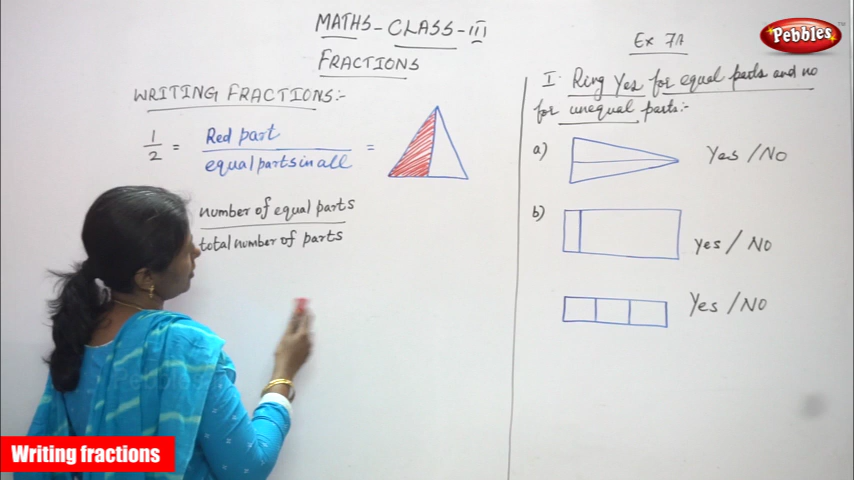 MATHS - CLASS - III
FRACTIONS
WRITING FRACTIONS:-
1/2 = Red part / equal parts in all =
number of equal parts
total number of parts
Ex 7A
I. Ring Yes for equal parts and no
for unequal parts:-
a) Yes / NO
b) yes / NO
Yes / NO
Pebbles
Writing fractions